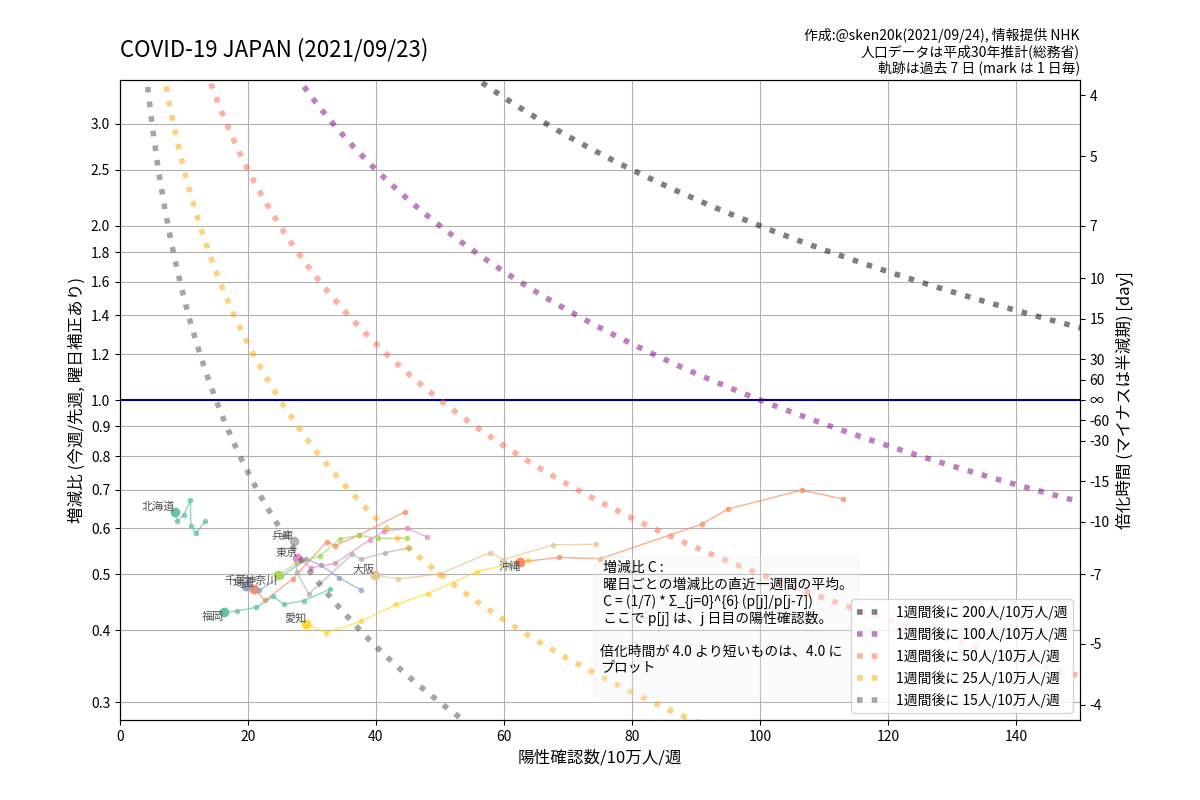 COVID-19 JAPAN (2021/09/23)
作成:@sken20k(2021/09/24), 情報提供 NHK
人口データは平成30年推計(総務省)
軌跡は過去 7 日 (mark は 1 日毎)
増減比 (今週/先週, 曜日補正あり)
3.0
2.5
2.0
1.8
1.6
1.4
1.2
1.0
0.9
0.8
0.7
0.6
0.5
0.4
0.3
4
5
7
10
15
30
60
∞
-60
-30
-15
-10
-7
-5
-4
倍化時間 (マイナスは半減期) [day]
北海道
兵庫
東京
大阪
沖縄
神奈川
福岡
愛知
増減比 C :
曜日ごとの増減比の直近一週間の平均。
C = (1/7) * Σ_{j=0}^{6} (p[j]/p[j-7])
ここで p[j] は、j 日目の陽性確認数。
倍化時間が 4.0 より短いものは、4.0 に
プロット
1週間後に 200人/10万人/週
1週間後に 100人/10万人/週
1週間後に 50人/10万人/週
1週間後に 25人/10万人/週
1週間後に 15人/10万人/週
0 20 40 60 80 100 120 140
陽性確認数/10万人/週